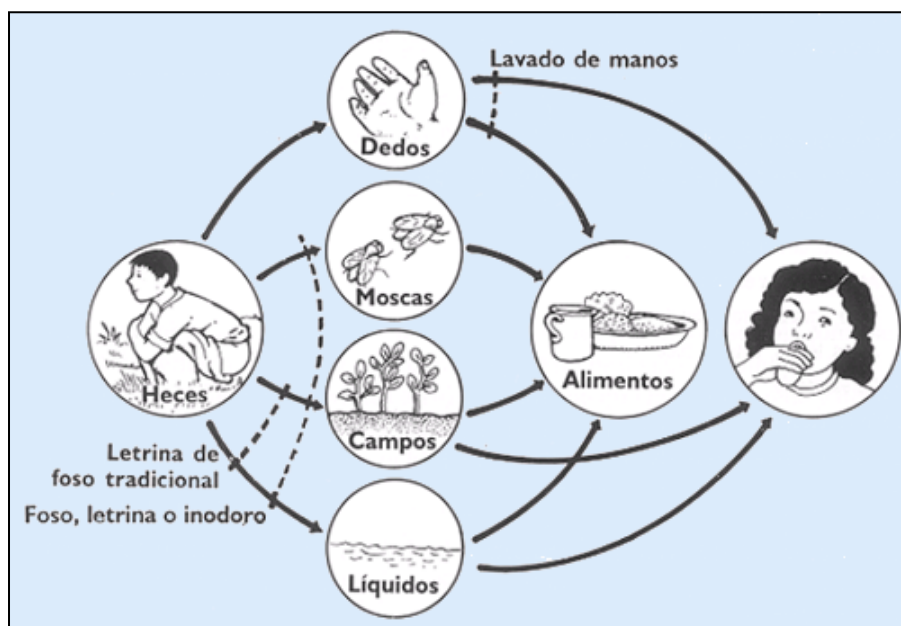 Lavado de manos
Dedos
Moscas
Heces
Alimentos
Campos
Letrina de
foso tradicional
Foso, letrina o inodoro
Líquidos